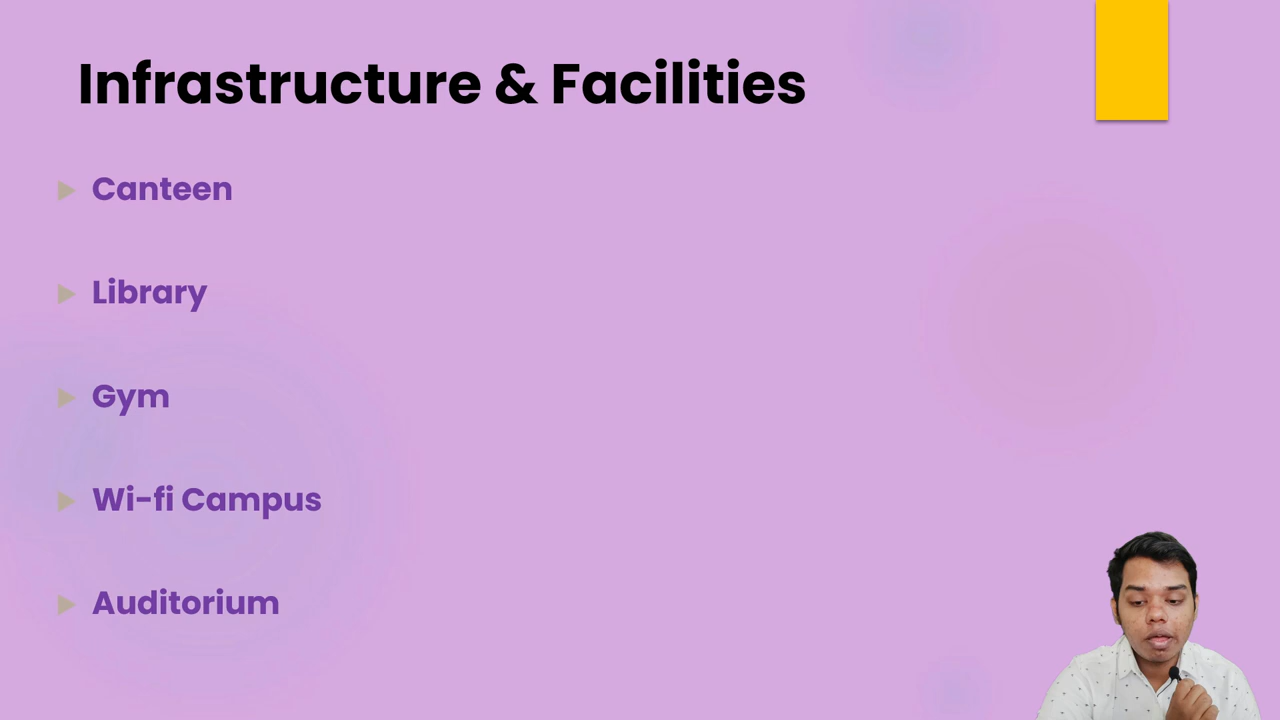 Infrastructure & Facilities
Canteen
Library
Gym
Wi-fi Campus
Auditorium